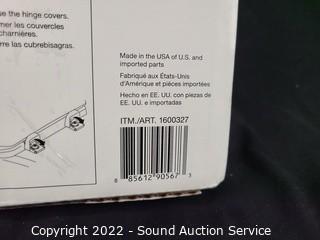 se the hinge covers.
mer les couvercles
charnières.
rre las cubrebisagras.
Made in the USA of U.S. and
imported parts
Fabriqué aux États-Unis
d'Amérique et pièces importées
Hecho en EE. UU. con piezas de
EE. UU. e importadas
ITM./ART. 1600327
8 85612 90567 3
Copyright 2022 - Sound Auction Service